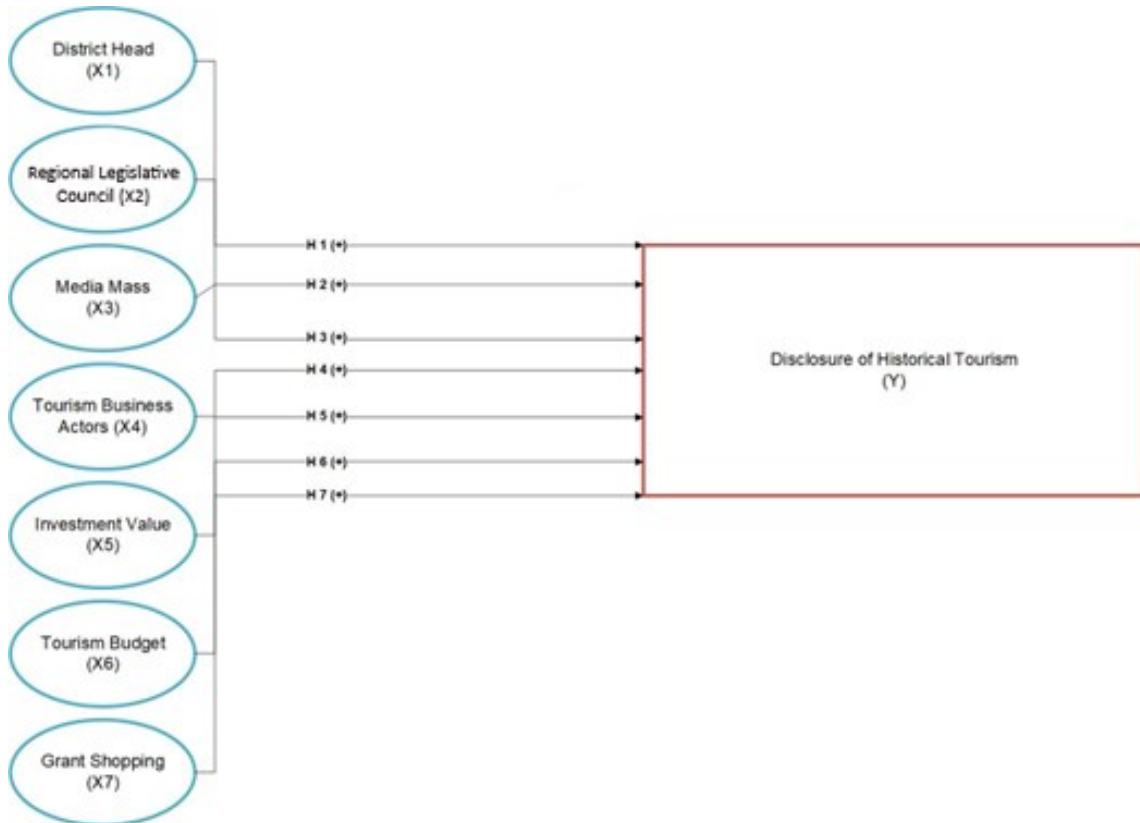 District Head
(X1)
Regional Legislative
Council (X2)
Media Mass
(X3)
Tourism Business
Actors (X4)
Investment Value
(X5)
Tourism Budget
(X6)
Grant Shopping
(X7)
H 1 (+)
H 2 (+)
H 3 (+)
H 4 (+)
H 5 (+)
H 6 (+)
H 7 (+)
Disclosure of Historical Tourism
(Y)